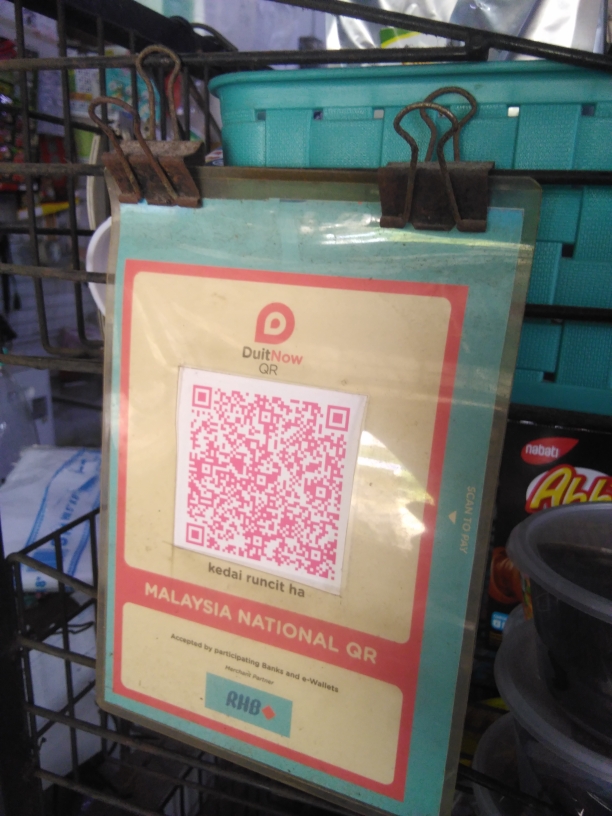 DuitNow
QR
kedai runcit ha
MALAYSIA NATIONAL QR
Accepted by participating Banks and e-Wallets
Merchant Partner
RHB
SCAN TO PAY
nabati